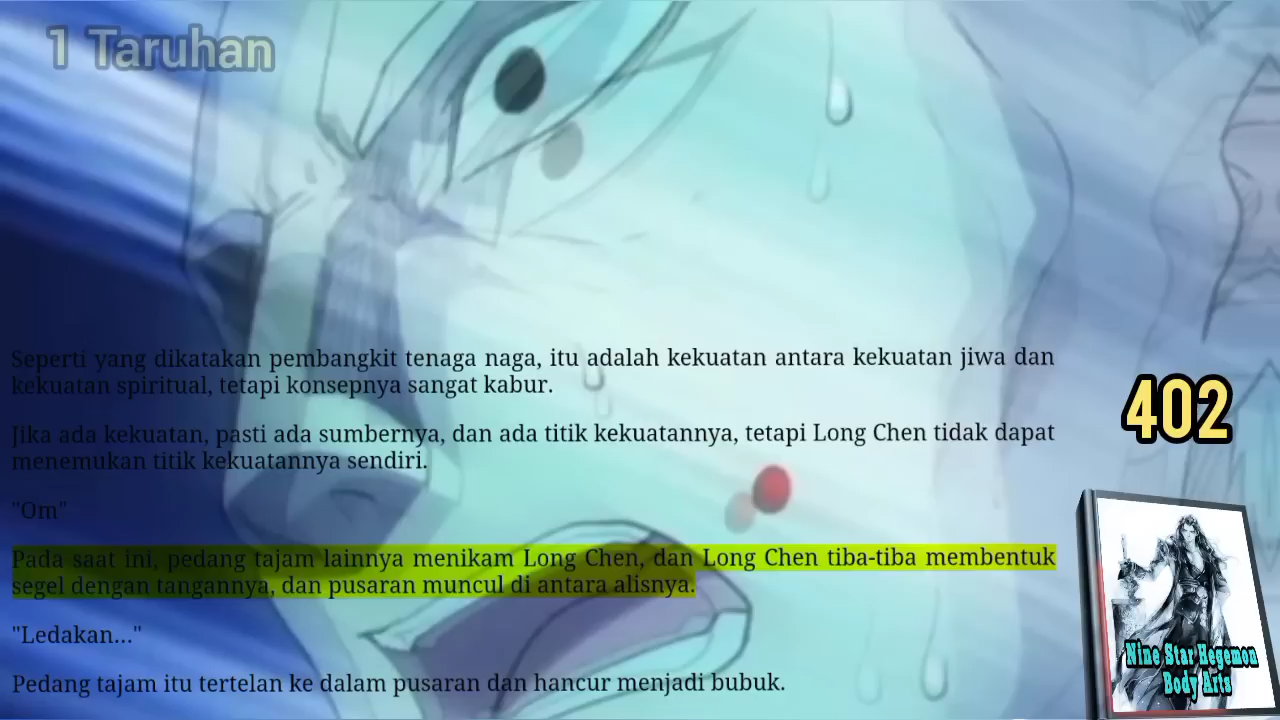 1 Taruhan
Seperti yang dikatakan pembangkit tenaga naga, itu adalah kekuatan antara kekuatan jiwa dan
kekuatan spiritual, tetapi konsepnya sangat kabur.
Jika ada kekuatan, pasti ada sumbernya, dan ada titik kekuatannya, tetapi Long Chen tidak dapat
menemukan titik kekuatannya sendiri.
"Om"
Pada saat ini, pedang tajam lainnya menikam Long Chen, dan Long Chen tiba-tiba membentuk
segel dengan tangannya, dan pusaran muncul di antara alisnya.
"Ledakan..."
Pedang tajam itu tertelan ke dalam pusaran dan hancur menjadi bubuk.
402
Nine Star Hegemon
Body Arts